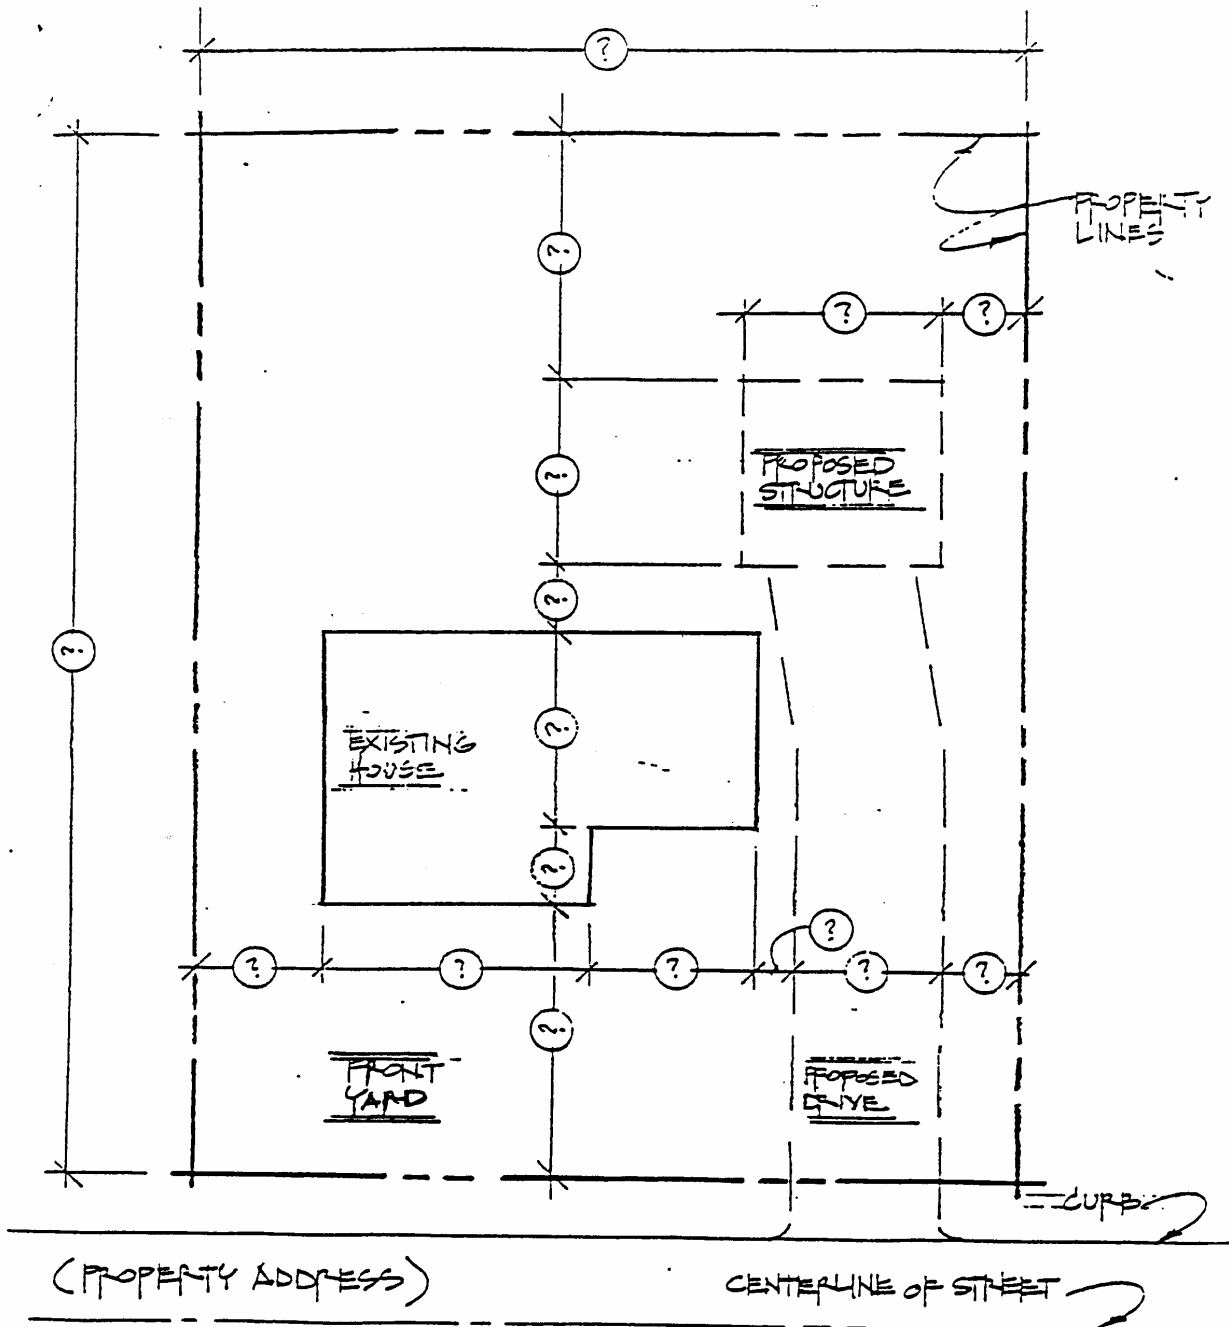 ?
?
PROPERTY
LINES
? ?
?
PROPOSED
STRUCTURE
?
?
?
EXISTING
HOUSE
?
?
?
? ? ? ? ?
?
FRONT
YARD
PROPOSED
DRIVE
CURB
(PROPERTY ADDRESS)
CENTERLINE OF STREET